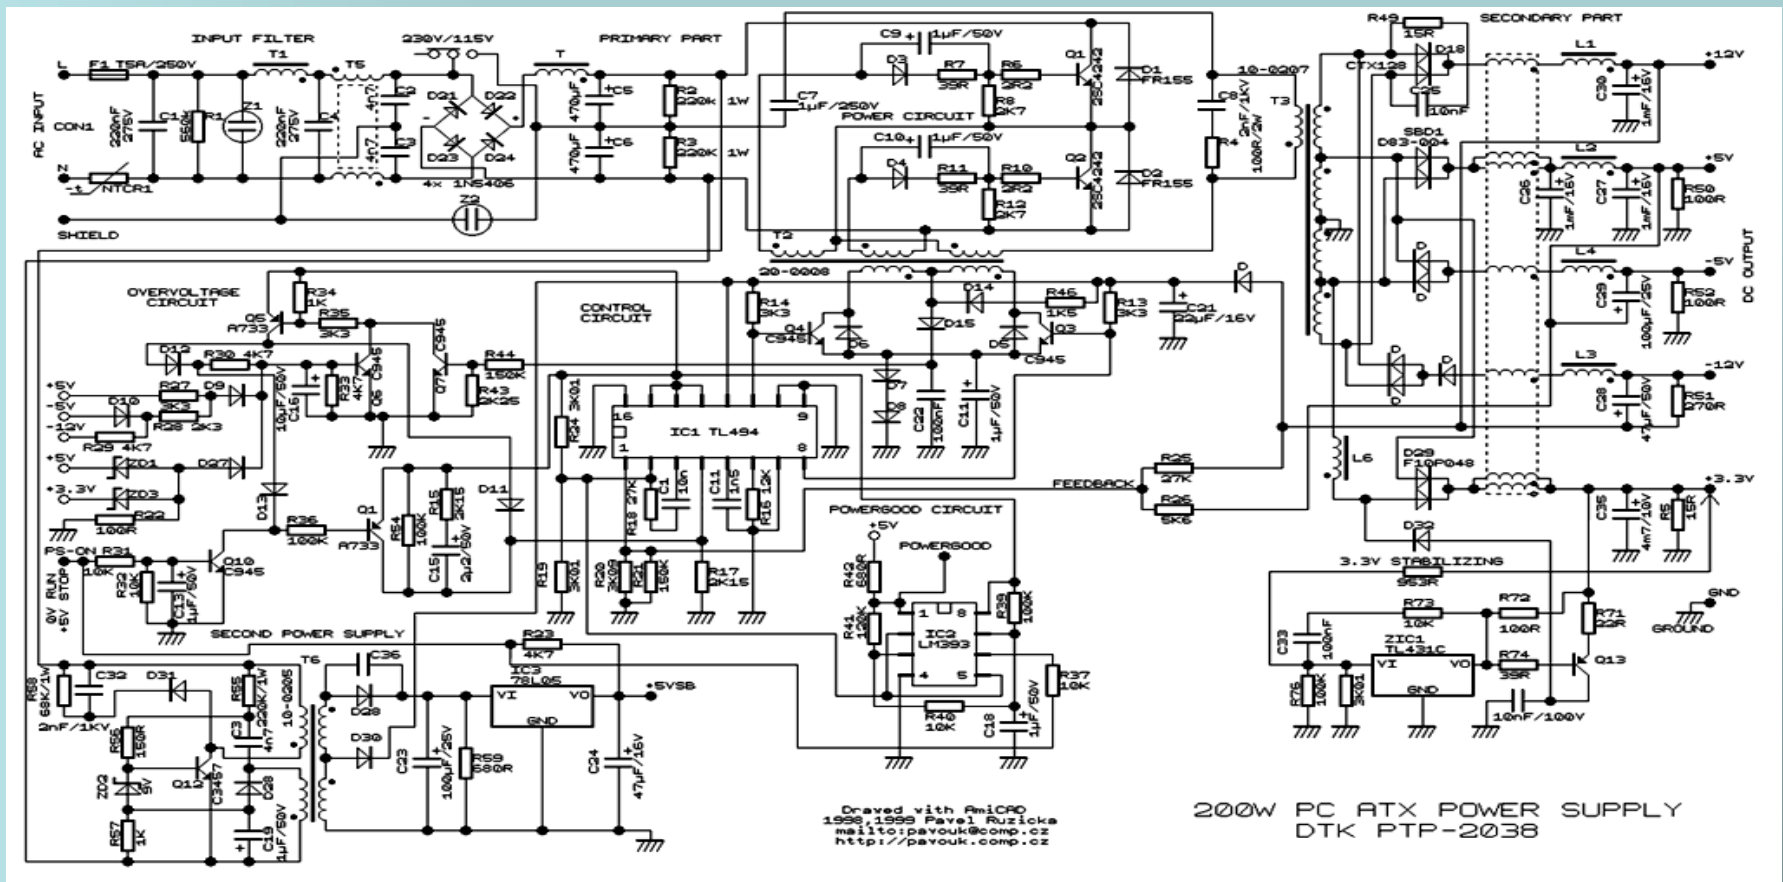 INPUT FILTER
230V/115V
PRIMARY PART
SECONDARY PART
L
F1 T5A/250V
T1
T5
T
C9
1µF/50V
D3
R7
39R
R6
2R2
Q1
2SC4242
D1
FR155
R8
2K7
POWER CIRCUIT
C10
1µF/50V
D4
R11
39R
R10
2R2
Q2
2SC4242
D2
FR155
R12
2K7
AC INPUT
CON1
220nF
275V
C1
560K
R1
Z1
220nF
275V
C4
4n7
C2
4n7
C3
D21
D22
D23
D24
4x 1N5406
470µF
C5
470µF
C6
R2
220k 1W
R3
220K 1W
C7
1µF/250V
N
-t
NTCR1
Z2
SHIELD
C8
2nF/1KV
R4
100R/2W
10-0207
T3
R49
15R
D18
CTX128
C25
10nF
L1
+12V
C30
1mF/16V
SBD1
D83-004
L2
+5V
C26
1mF/16V
C27
1mF/16V
R50
100R
D
D
L4
-5V
C29
100µF/25V
R52
100R
DC OUTPUT
D
D
D
L3
-12V
C28
47µF/50V
R51
270R
L6
D29
F10P048
+3.3V
C35
4m7/10V
R5
15R
D32
T2
20-0008
OVERVOLTAGE
CIRCUIT
CONTROL
CIRCUIT
R34
1K
Q5
A733
R35
3K3
D12
R30 4K7
C945
Q6
C945
Q7
R44
150K
R43
2K25
+5V
-5V
-12V
R27
3K3
D9
D10
R28 2K3
R29 4K7
10µF/50V
C16
R33
4K7
+5V
ZD1
D27
+3.3V
ZD3
R22
100R
D13
R14
3K3
Q4
C945
D6
D14
D15
R46
1K5
R13
3K3
D5
Q3
C945
C21
22µF/16V
D
D7
D8
C22
100nF
C11
1µF/50V
R24 3K01
16
9
IC1 TL494
1
8
R36
100K
Q1
A733
R54
100K
R15
2K15
C15
2µ2/50V
D11
R18 27K
C1
10n
C11
1n5
R16 12K
R19
3K01
R20
3K09
R21
150K
R17
2K15
FEEDBACK
R25
27K
R26
5K6
PS-ON
R31
10K
0V RUN
+5V STOP
R32
10K
C13
1µF/50V
Q10
C945
POWERGOOD CIRCUIT
+5V
POWERGOOD
R42
680R
R41
120K
1
8
IC2
LM393
4
5
R39
100K
R37
10K
R40
10K
C18
1µF/50V
3.3V STABILIZING
953R
R73
10K
R72
100R
R71
22R
C33
100nF
ZIC1
TL431C
VI
VO
GND
R74
39R
Q13
R76
100K
3K01
10nF/100V
GND
GROUND
SECOND POWER SUPPLY
R23
4K7
R58
68K/1W
C32
2nF/1KV
D31
R55
220K/1W
T6
10-0205
C36
D28
D30
IC3
78L05
VI
VO
GND
+5VSB
R56
150R
C3
4n7
ZD2
9V
Q12
C3457
D28
R57
1K
C19
1µF/50V
C23
100µF/25V
R59
680R
C24
47µF/16V
Drawed with AmiCAD
1998,1999 Pavel Ruzicka
mailto:pavouk@comp.cz
http://pavouk.comp.cz
200W PC ATX POWER SUPPLY
DTK PTP-2038